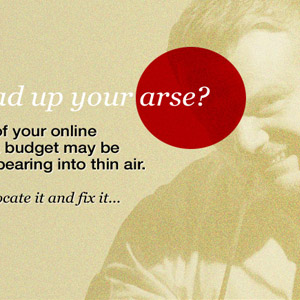 ad up your arse?
of your online
budget may be
pearing into thin air.
ocate it and fix it...